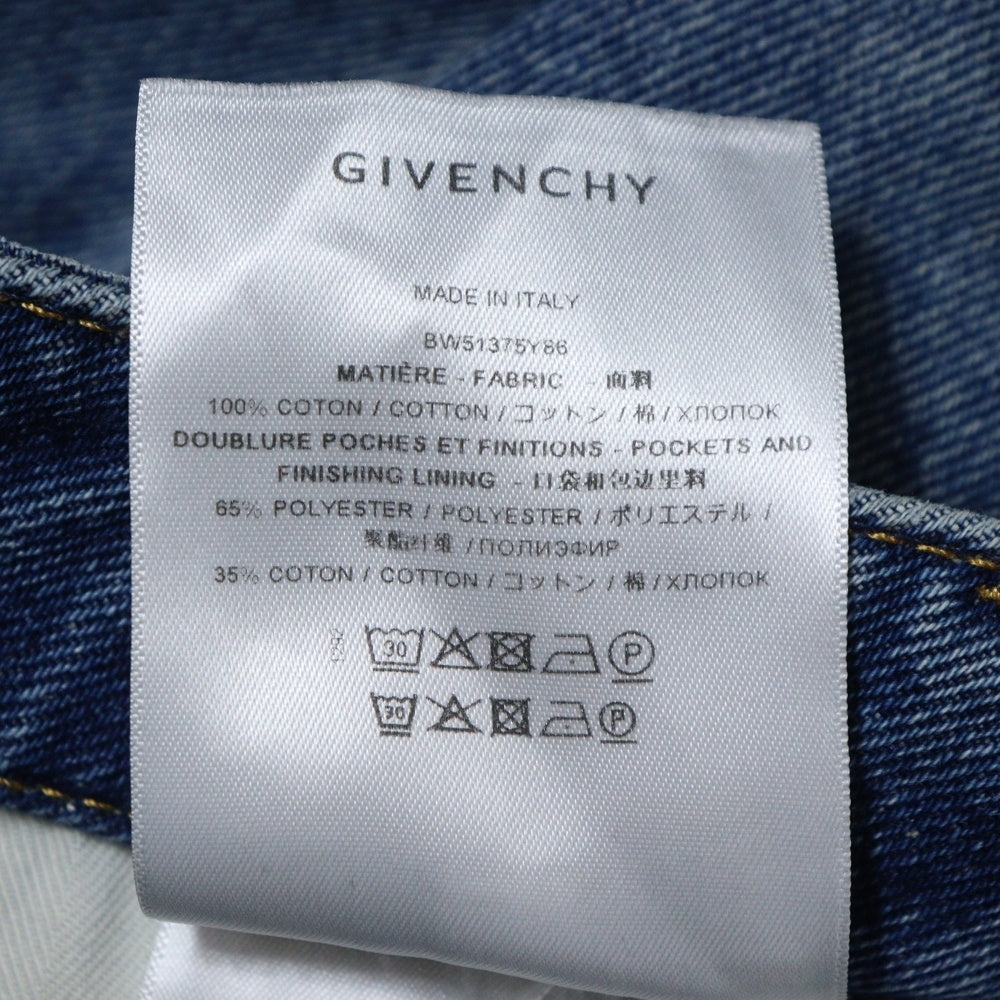 GIVENCHY
MADE IN ITALY
BW51375Y86
MATIÈRE - FABRIC - 面料
100% COTON / COTTON / コットン / 棉 / ХЛОПОК
DOUBLURE POCHES ET FINITIONS - POCKETS AND
FINISHING LINING - 口袋和包边里料
65% POLYESTER / POLYESTER / ポリエステル /
聚酯纤维 / ПОЛИЭФИР
35% COTON / COTTON / コットン / 棉 / ХЛОПОК
30 P
30 P